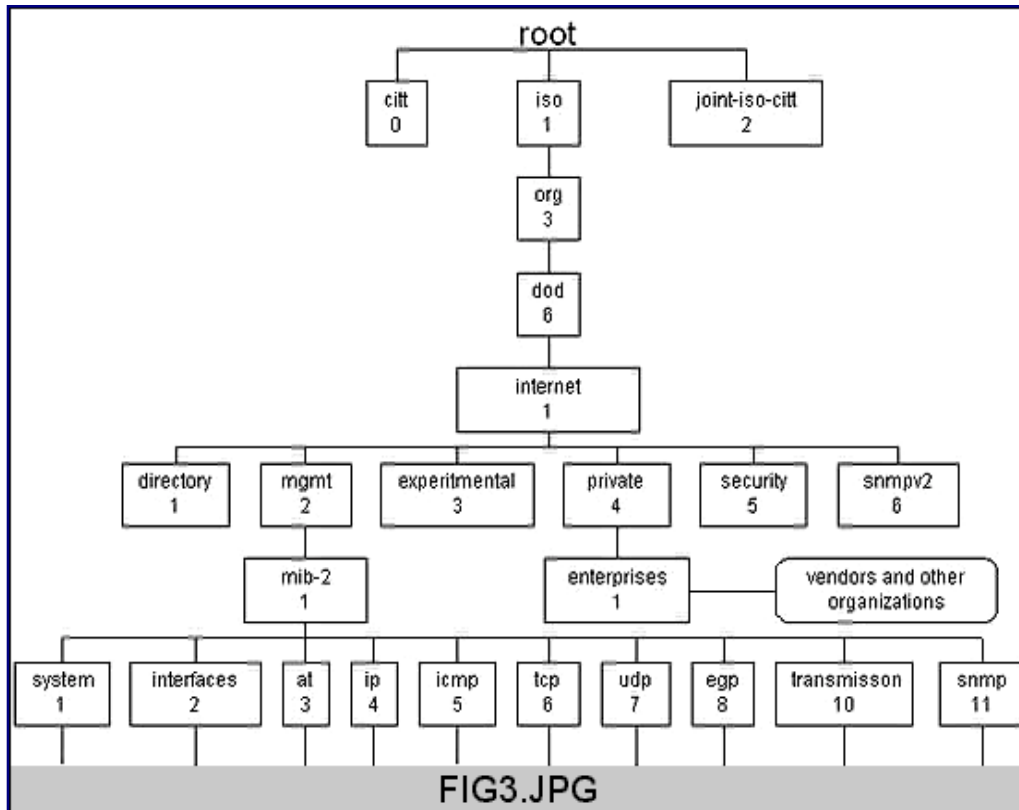 root
citt
0
iso
1
joint-iso-citt
2
org
3
dod
6
internet
1
directory
1
mgmt
2
experitmental
3
private
4
security
5
snmpv2
6
mib-2
1
enterprises
1
vendors and other
organizations
system
1
interfaces
2
at
3
ip
4
icmp
5
tcp
6
udp
7
egp
8
transmisson
10
snmp
11
FIG3.JPG